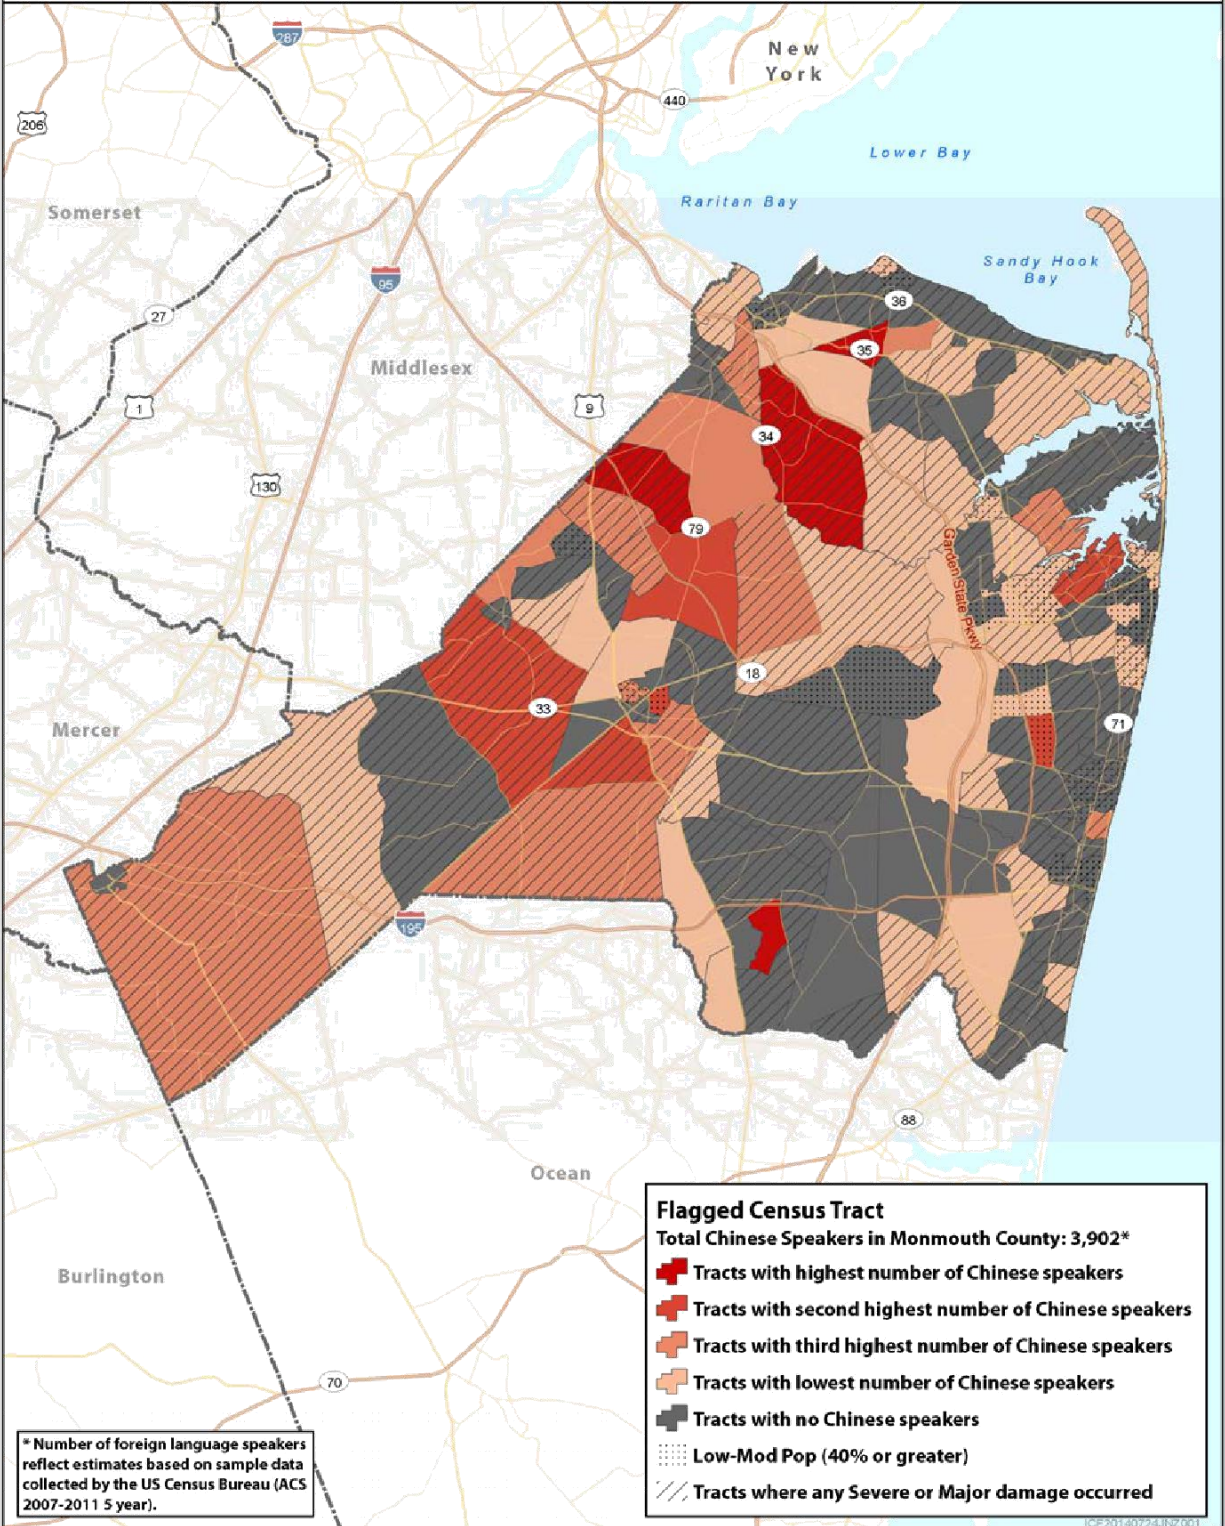 287
New
York
440
206
Lower Bay
Raritan Bay
Somerset
Sandy Hook
Bay
95
36
27
35
Middlesex
1
9
34
130
79
Garden State Pkwy
18
33
71
Mercer
195
88
Ocean
Burlington
70
Flagged Census Tract
Total Chinese Speakers in Monmouth County: 3,902*
Tracts with highest number of Chinese speakers
Tracts with second highest number of Chinese speakers
Tracts with third highest number of Chinese speakers
Tracts with lowest number of Chinese speakers
Tracts with no Chinese speakers
Low-Mod Pop (40% or greater)
Tracts where any Severe or Major damage occurred
* Number of foreign language speakers
reflect estimates based on sample data
collected by the US Census Bureau (ACS
2007-2011 5 year).